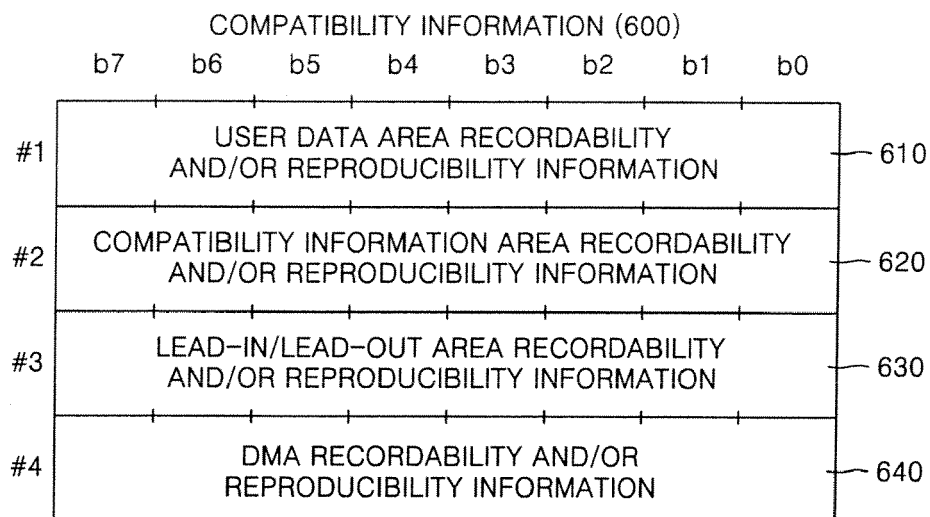 COMPATIBILITY INFORMATION (600)
b7 b6 b5 b4 b3 b2 b1 b0
#1 USER DATA AREA RECORDABILITY AND/OR REPRODUCIBILITY INFORMATION 610
#2 COMPATIBILITY INFORMATION AREA RECORDABILITY AND/OR REPRODUCIBILITY INFORMATION 620
#3 LEAD-IN/LEAD-OUT AREA RECORDABILITY AND/OR REPRODUCIBILITY INFORMATION 630
#4 DMA RECORDABILITY AND/OR REPRODUCIBILITY INFORMATION 640